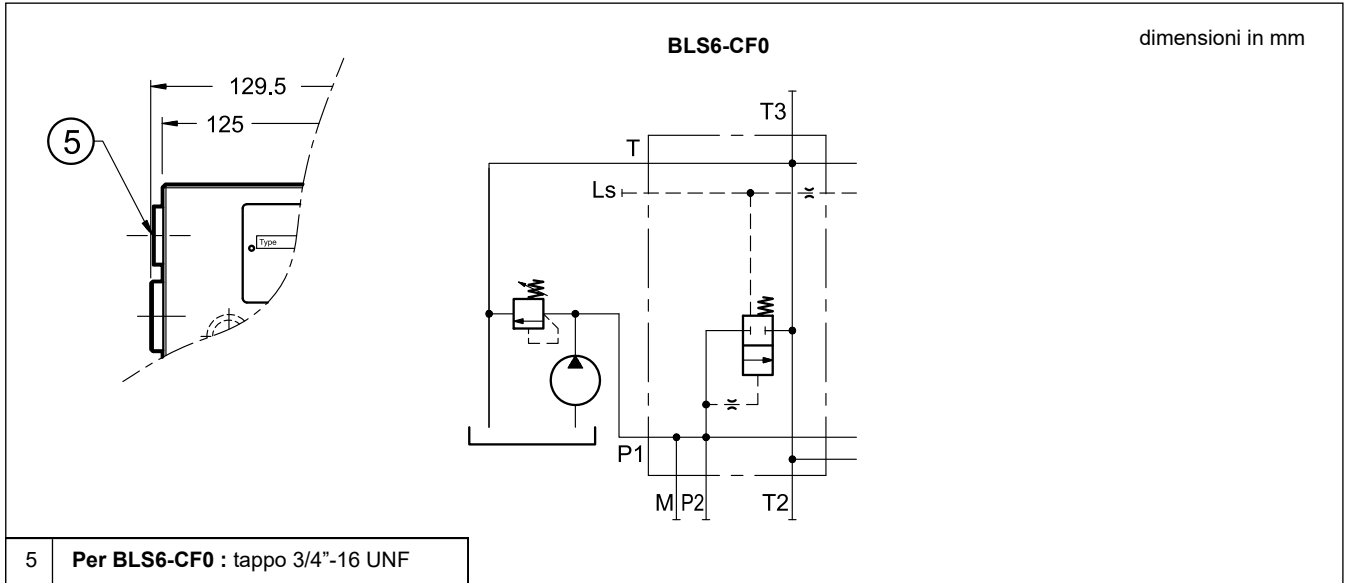 BLS6-CF0
dimensioni in mm
129.5
125
5
Type
T3
T
Ls
P1
M P2
T2
5 Per BLS6-CF0 : tappo 3/4”-16 UNF